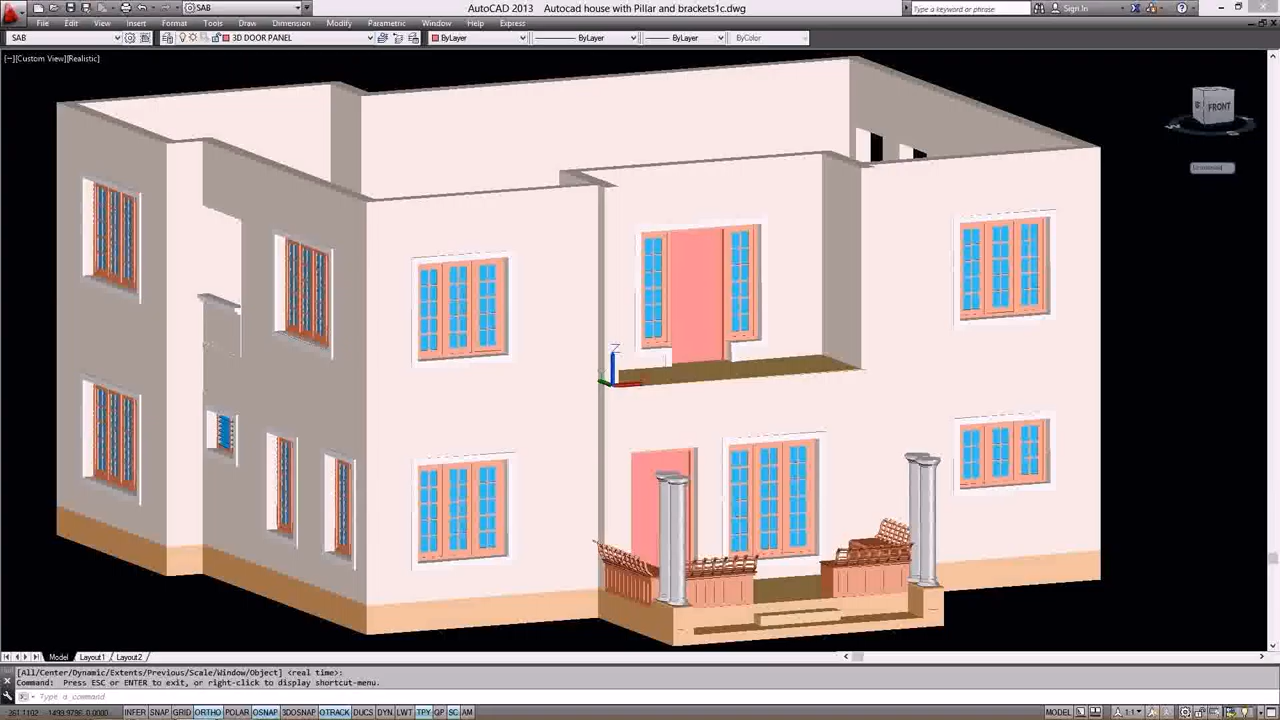 SAB
AutoCAD 2013 Autocad house with Pillar and brackets1c.dwg
Type a keyword or phrase
Sign In
File Edit View Insert Format Tools Draw Dimension Modify Parametric Window Help Express
SAB
3D DOOR PANEL
ByLayer
ByLayer
ByLayer
ByColor
[−][Custom View][Realistic]
FRONT
Z
Model Layout1 Layout2
[All/Center/Dynamic/Extents/Previous/Scale/Window/Object] <real time>:
Command: Press ESC or ENTER to exit, or right-click to display shortcut-menu.
Type a command
INFER SNAP GRID ORTHO POLAR OSNAP 3DOSNAP OTRACK DUCS DYN LWT TPY QP SC AM
MODEL
1:1